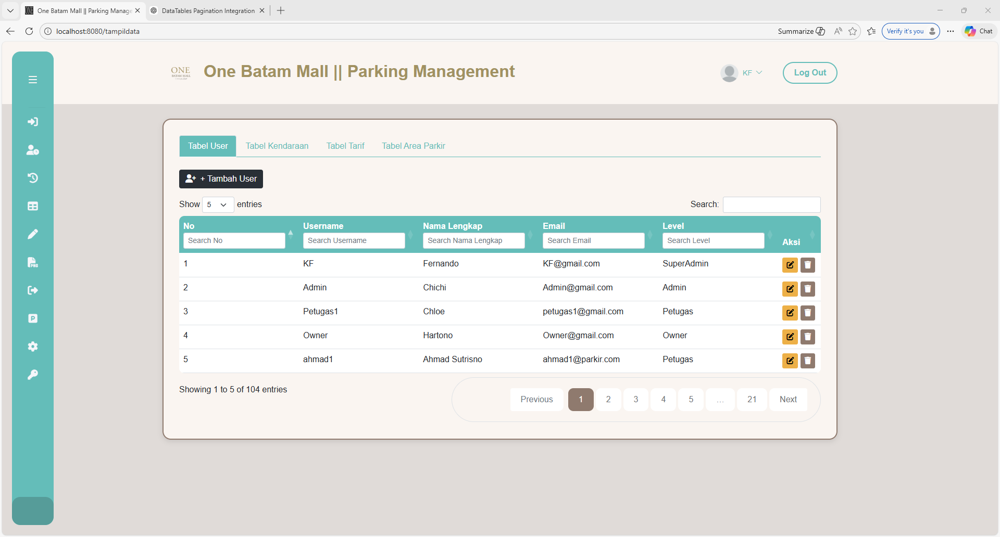 One Batam Mall || Parking Manage
DataTables Pagination Integration
localhost:8080/tampildata
Summarize
Verify it's you
Chat
ONE
BATAM MALL
One Batam Mall || Parking Management
KF
Log Out
Tabel User
Tabel Kendaraan
Tabel Tarif
Tabel Area Parkir
+ Tambah User
Show 5 entries
Search:
No Username Nama Lengkap Email Level Aksi
Search No Search Username Search Nama Lengkap Search Email Search Level
1 KF Fernando KF@gmail.com SuperAdmin
2 Admin Chichi Admin@gmail.com Admin
3 Petugas1 Chloe petugas1@gmail.com Petugas
4 Owner Hartono Owner@gmail.com Owner
5 ahmad1 Ahmad Sutrisno ahmad1@parkir.com Petugas
Showing 1 to 5 of 104 entries
Previous 1 2 3 4 5 … 21 Next
PNG
P